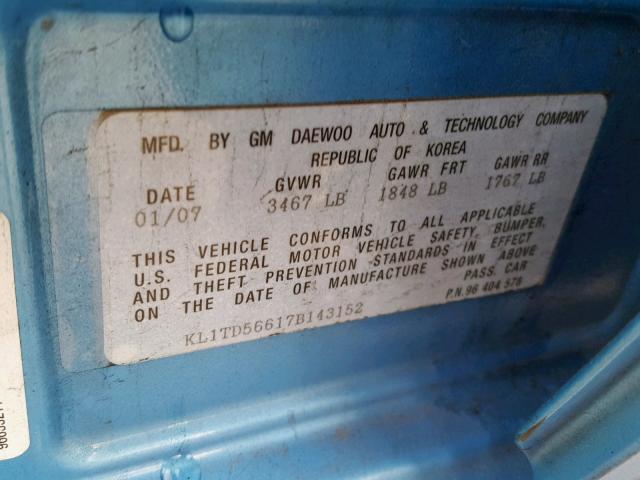 MFD. BY GM DAEWOO AUTO & TECHNOLOGY COMPANY
REPUBLIC OF KOREA
DATE GVWR GAWR FRT GAWR RR
01/07 3467 LB 1848 LB 1767 LB
THIS VEHICLE CONFORMS TO ALL APPLICABLE
U.S. FEDERAL MOTOR VEHICLE SAFETY, BUMPER,
AND THEFT PREVENTION STANDARDS IN EFFECT
ON THE DATE OF MANUFACTURE SHOWN ABOVE
PASS. CAR
KL1TD56617B143152 P.N. 96 404 578